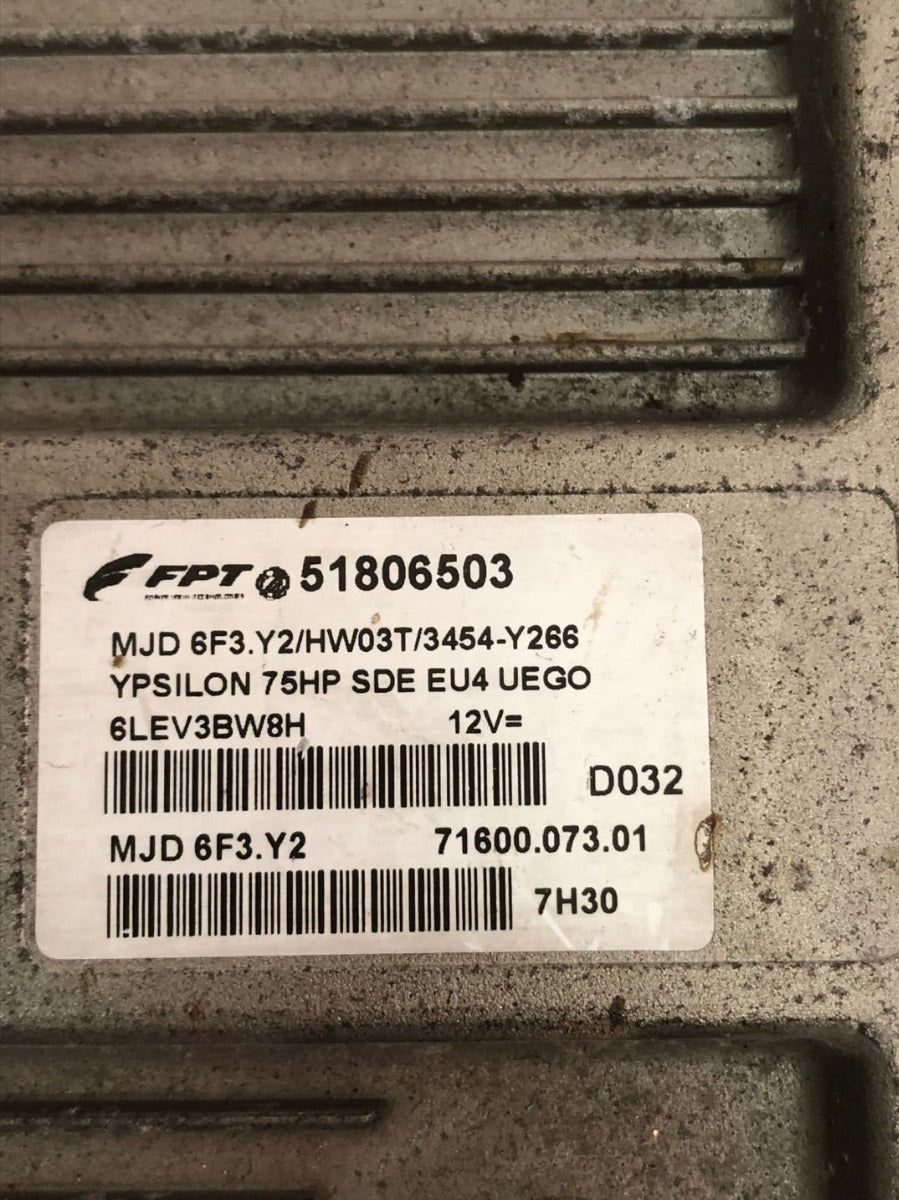 FPT 51806503
MJD 6F3.Y2/HW03T/3454-Y266
YPSILON 75HP SDE EU4 UEGO
6LEV3BW8H 12V=
D032
MJD 6F3.Y2 71600.073.01
7H30